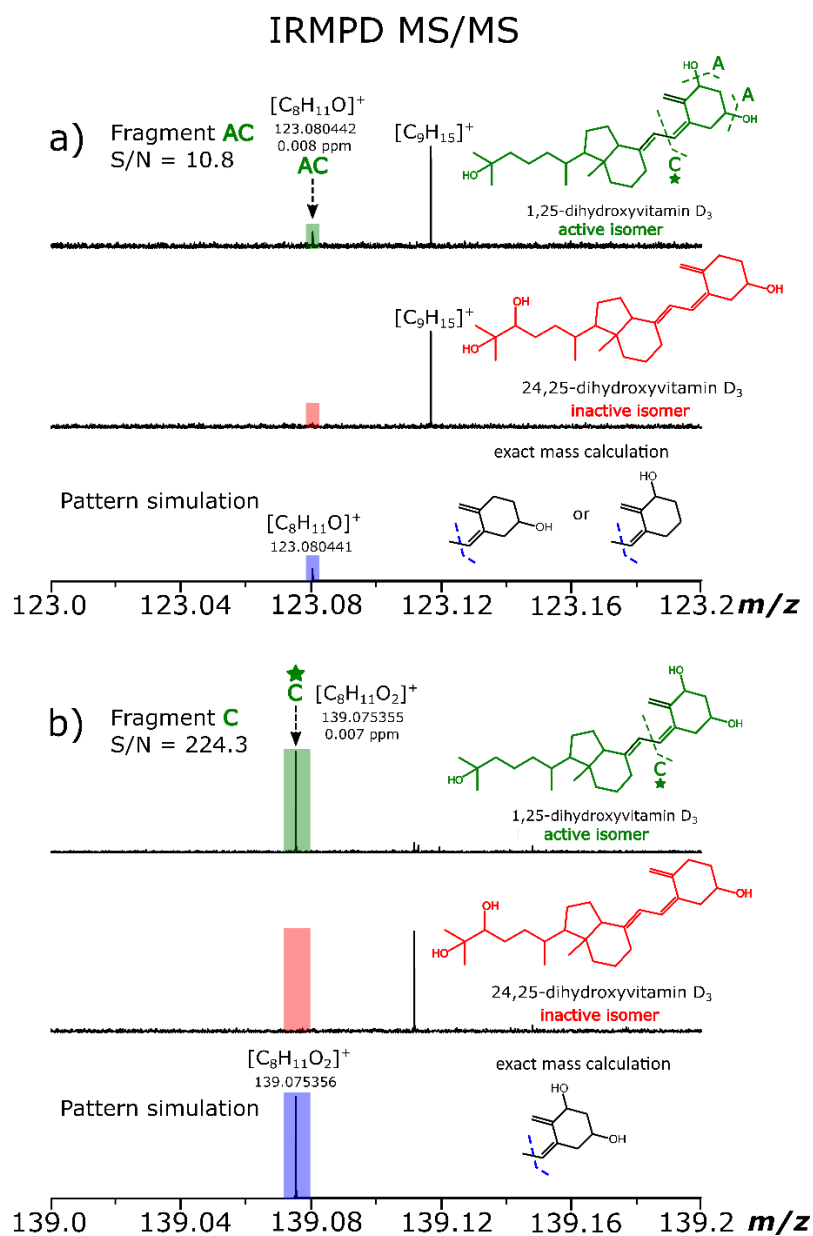 IRMPD MS/MS
a)
Fragment AC
S/N = 10.8
[C₈H₁₁O]⁺
123.080442
0.008 ppm
AC
[C₉H₁₅]⁺
HO
A
A
OH
HO
C
★
1,25-dihydroxyvitamin D₃
active isomer
[C₉H₁₅]⁺
OH
HO
OH
24,25-dihydroxyvitamin D₃
inactive isomer
exact mass calculation
Pattern simulation
[C₈H₁₁O]⁺
123.080441
OH
or
HO
123.0 123.04 123.08 123.12 123.16 123.2 m/z
b)
Fragment C
S/N = 224.3
★
C
[C₈H₁₁O₂]⁺
139.075355
0.007 ppm
HO
OH
HO
C
★
1,25-dihydroxyvitamin D₃
active isomer
OH
HO
OH
24,25-dihydroxyvitamin D₃
inactive isomer
[C₈H₁₁O₂]⁺
139.075356
exact mass calculation
Pattern simulation
HO
OH
139.0 139.04 139.08 139.12 139.16 139.2 m/z